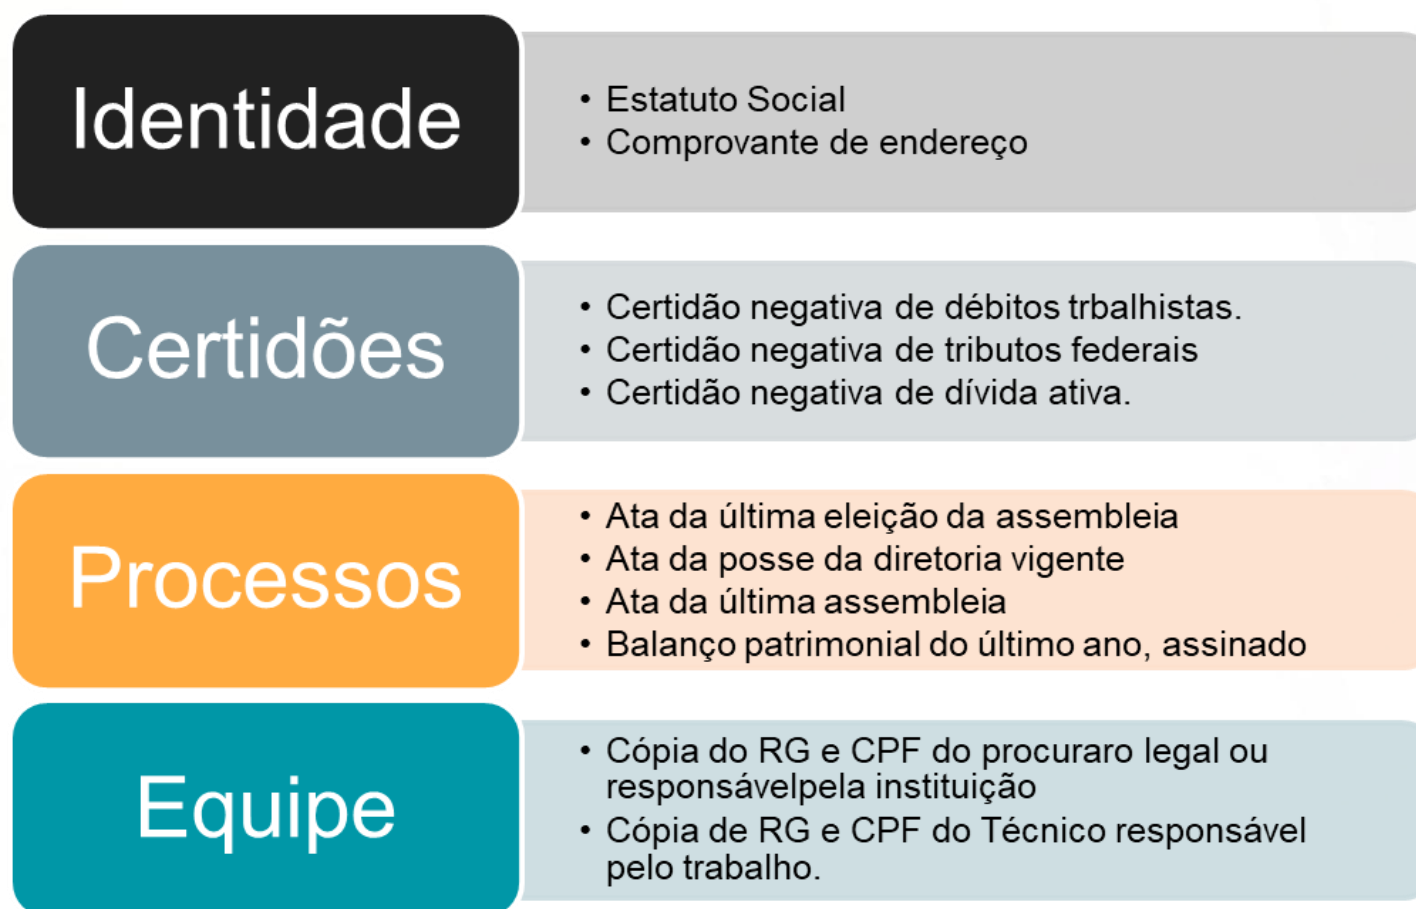 Identidade
• Estatuto Social
• Comprovante de endereço
Certidões
• Certidão negativa de débitos trbalhistas.
• Certidão negativa de tributos federais
• Certidão negativa de dívida ativa.
Processos
• Ata da última eleição da assembleia
• Ata da posse da diretoria vigente
• Ata da última assembleia
• Balanço patrimonial do último ano, assinado
Equipe
• Cópia do RG e CPF do procuraro legal ou
responsávelpela instituição
• Cópia de RG e CPF do Técnico responsável
pelo trabalho.